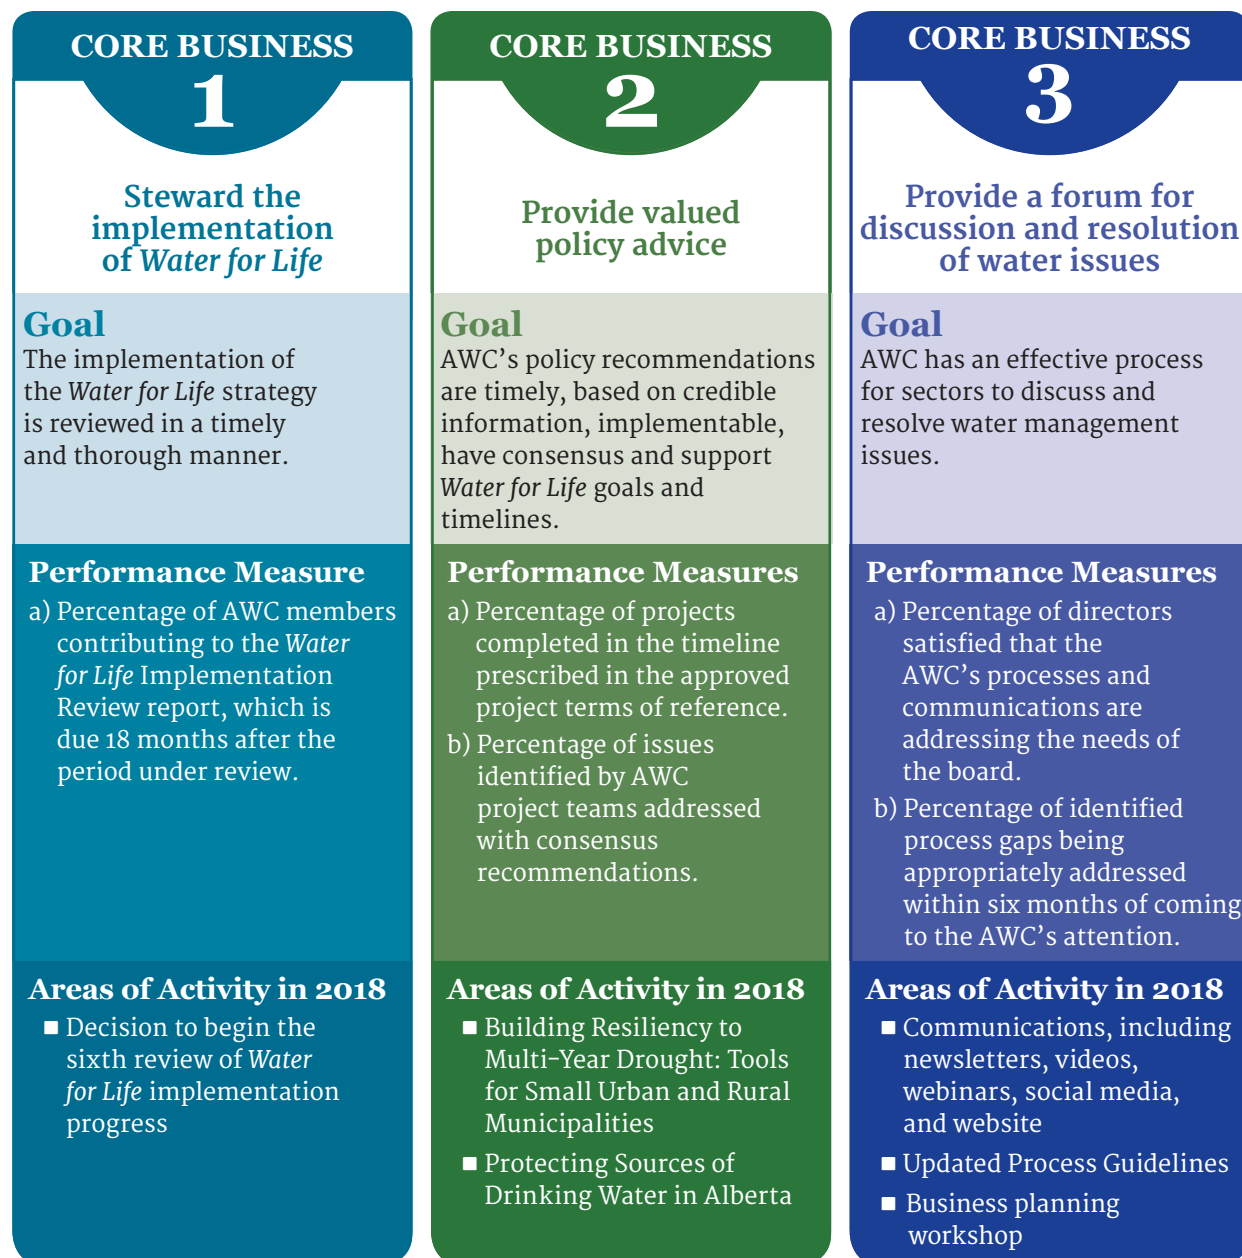 CORE BUSINESS
1
Steward the
implementation
of Water for Life
Goal
The implementation of
the Water for Life strategy
is reviewed in a timely
and thorough manner.
Performance Measure
a) Percentage of AWC members
contributing to the Water
for Life Implementation
Review report, which is
due 18 months after the
period under review.
Areas of Activity in 2018
■ Decision to begin the
sixth review of Water
for Life implementation
progress
CORE BUSINESS
2
Provide valued
policy advice
Goal
AWC’s policy recommendations
are timely, based on credible
information, implementable,
have consensus and support
Water for Life goals and
timelines.
Performance Measures
a) Percentage of projects
completed in the timeline
prescribed in the approved
project terms of reference.
b) Percentage of issues
identified by AWC
project teams addressed
with consensus
recommendations.
Areas of Activity in 2018
■ Building Resiliency to
Multi-Year Drought: Tools
for Small Urban and Rural
Municipalities
■ Protecting Sources of
Drinking Water in Alberta
CORE BUSINESS
3
Provide a forum for
discussion and resolution
of water issues
Goal
AWC has an effective process
for sectors to discuss and
resolve water management
issues.
Performance Measures
a) Percentage of directors
satisfied that the
AWC’s processes and
communications are
addressing the needs of
the board.
b) Percentage of identified
process gaps being
appropriately addressed
within six months of coming
to the AWC’s attention.
Areas of Activity in 2018
■ Communications, including
newsletters, videos,
webinars, social media,
and website
■ Updated Process Guidelines
■ Business planning
workshop